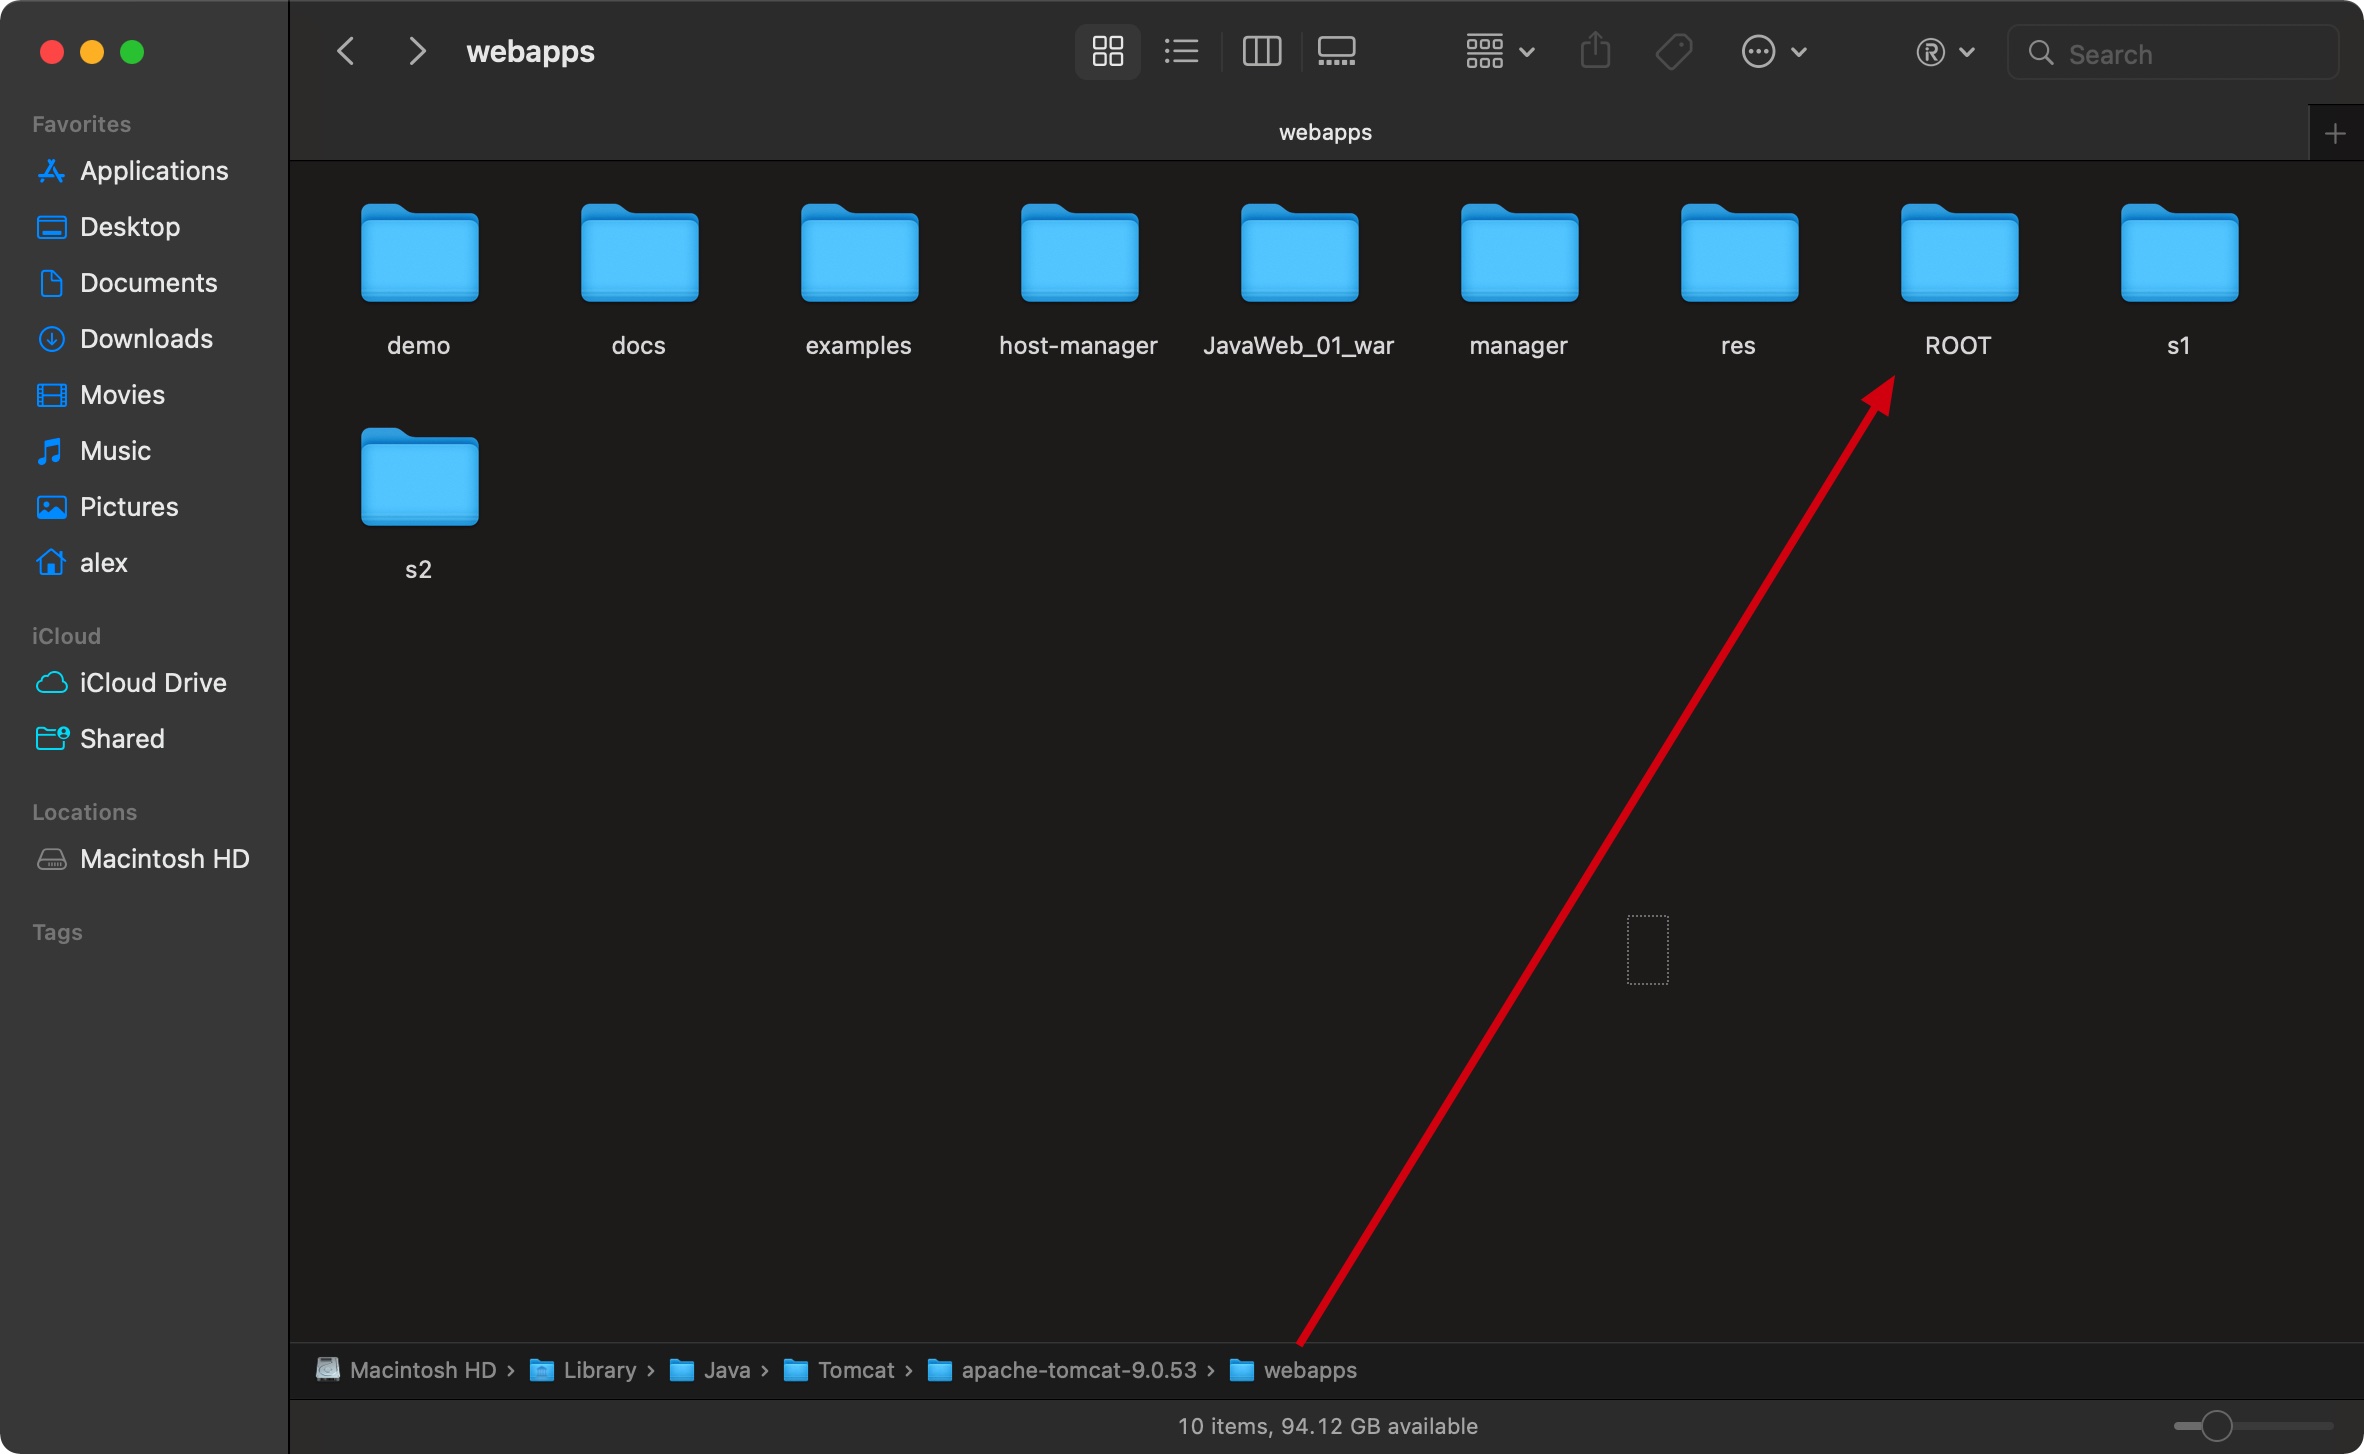 webapps
Search
webapps
Favorites
Applications
Desktop
Documents
Downloads
Movies
Music
Pictures
alex
iCloud
iCloud Drive
Shared
Locations
Macintosh HD
Tags
demo
docs
examples
host-manager
JavaWeb_01_war
manager
res
ROOT
s1
s2
Macintosh HD › Library › Java › Tomcat › apache-tomcat-9.0.53 › webapps
10 items, 94.12 GB available